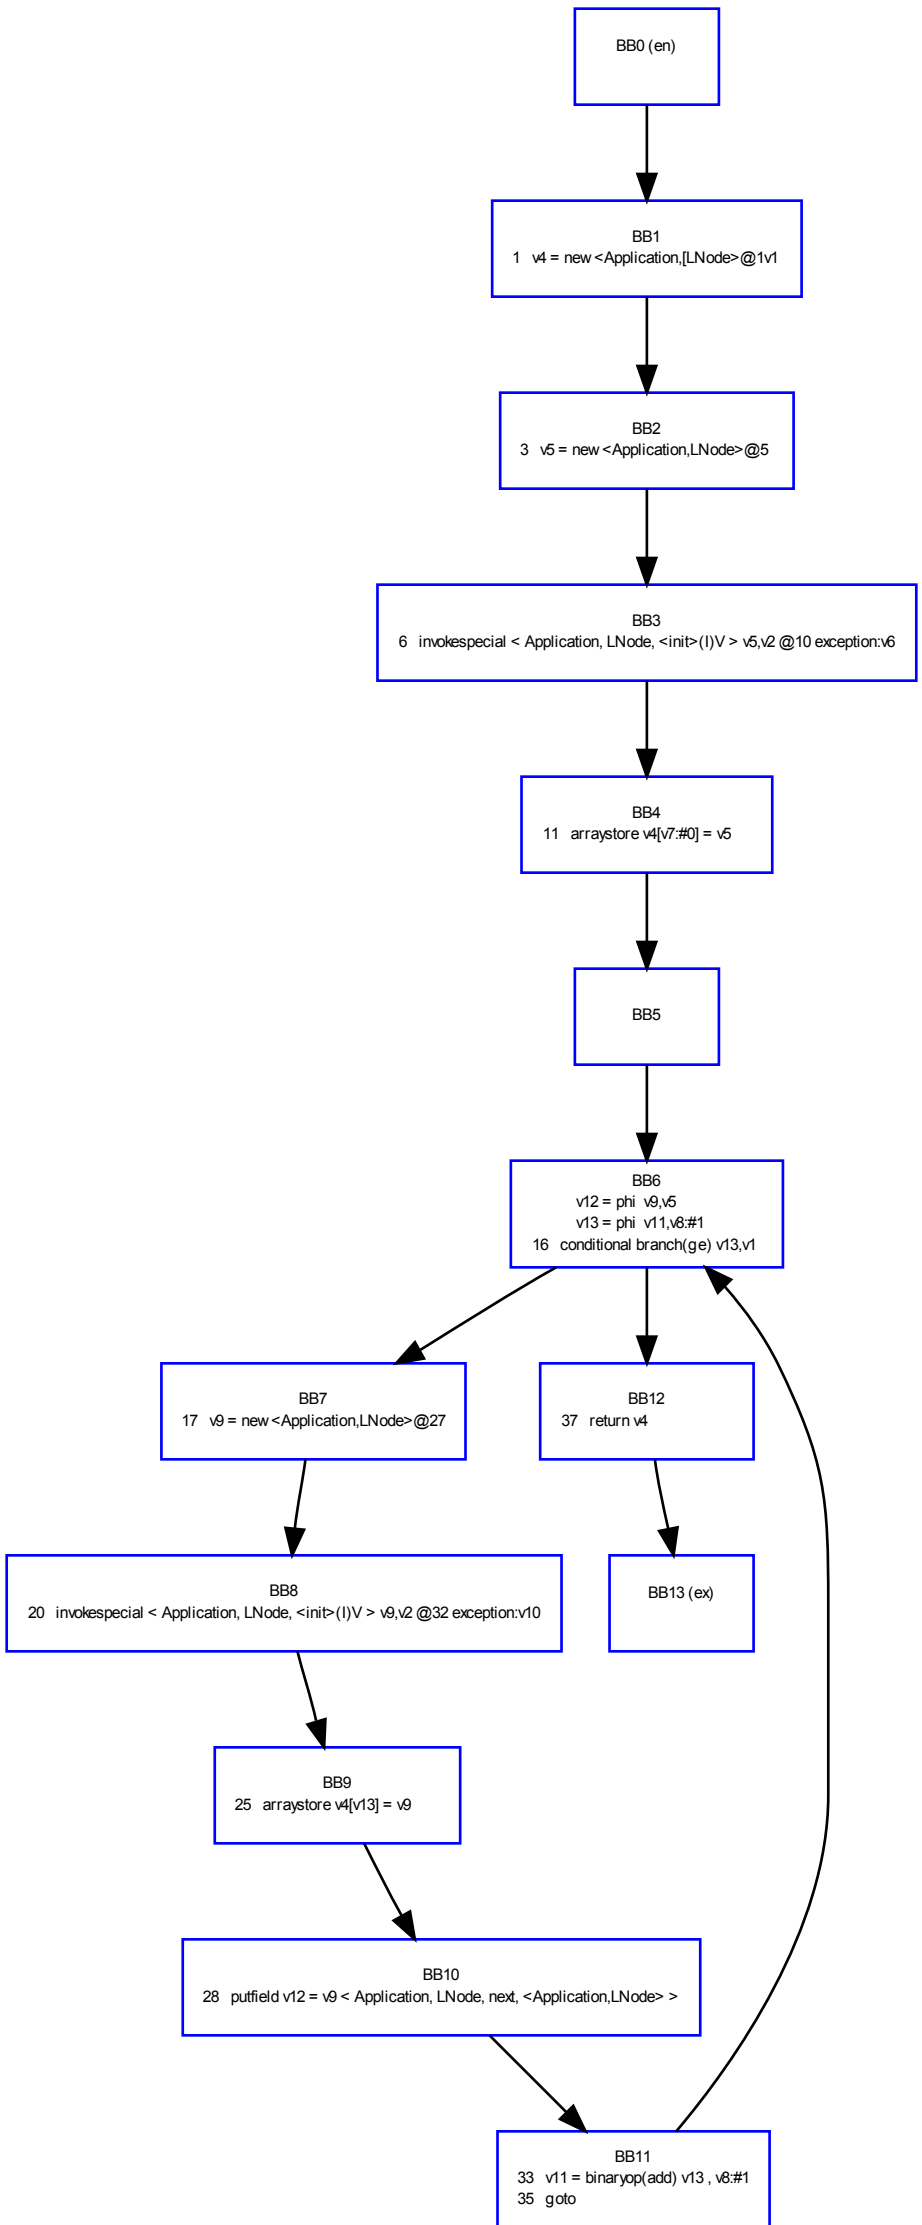 BB0 (en)
BB1
1 v4 = new <Application,[LNode>@1v1
BB2
3 v5 = new <Application,LNode>@5
BB3
6 invokespecial < Application, LNode, <init>(I)V > v5,v2 @10 exception:v6
BB4
11 arraystore v4[v7:#0] = v5
BB5
BB6
v12 = phi v9,v5
v13 = phi v11,v8:#1
16 conditional branch(ge) v13,v1
BB7
17 v9 = new <Application,LNode>@27
BB12
37 return v4
BB8
20 invokespecial < Application, LNode, <init>(I)V > v9,v2 @32 exception:v10
BB13 (ex)
BB9
25 arraystore v4[v13] = v9
BB10
28 putfield v12 = v9 < Application, LNode, next, <Application,LNode> >
BB11
33 v11 = binaryop(add) v13 , v8:#1
35 goto